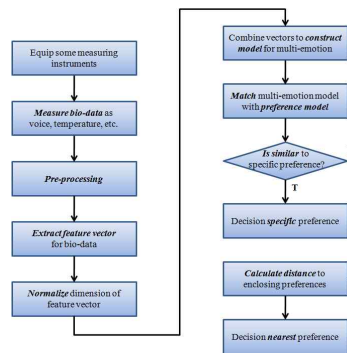 Equip some measuring
instruments
Measure bio-data as
voice, temperature, etc.
Pre-processing
Extract feature vector
for bio-data
Normalize dimension of
feature vector
Combine vectors to construct
model for multi-emotion
Match multi-emotion model
with preference model
Is similar to
specific preference?
T
Decision specific preference
Calculate distance to
enclosing preferences
Decision nearest preference